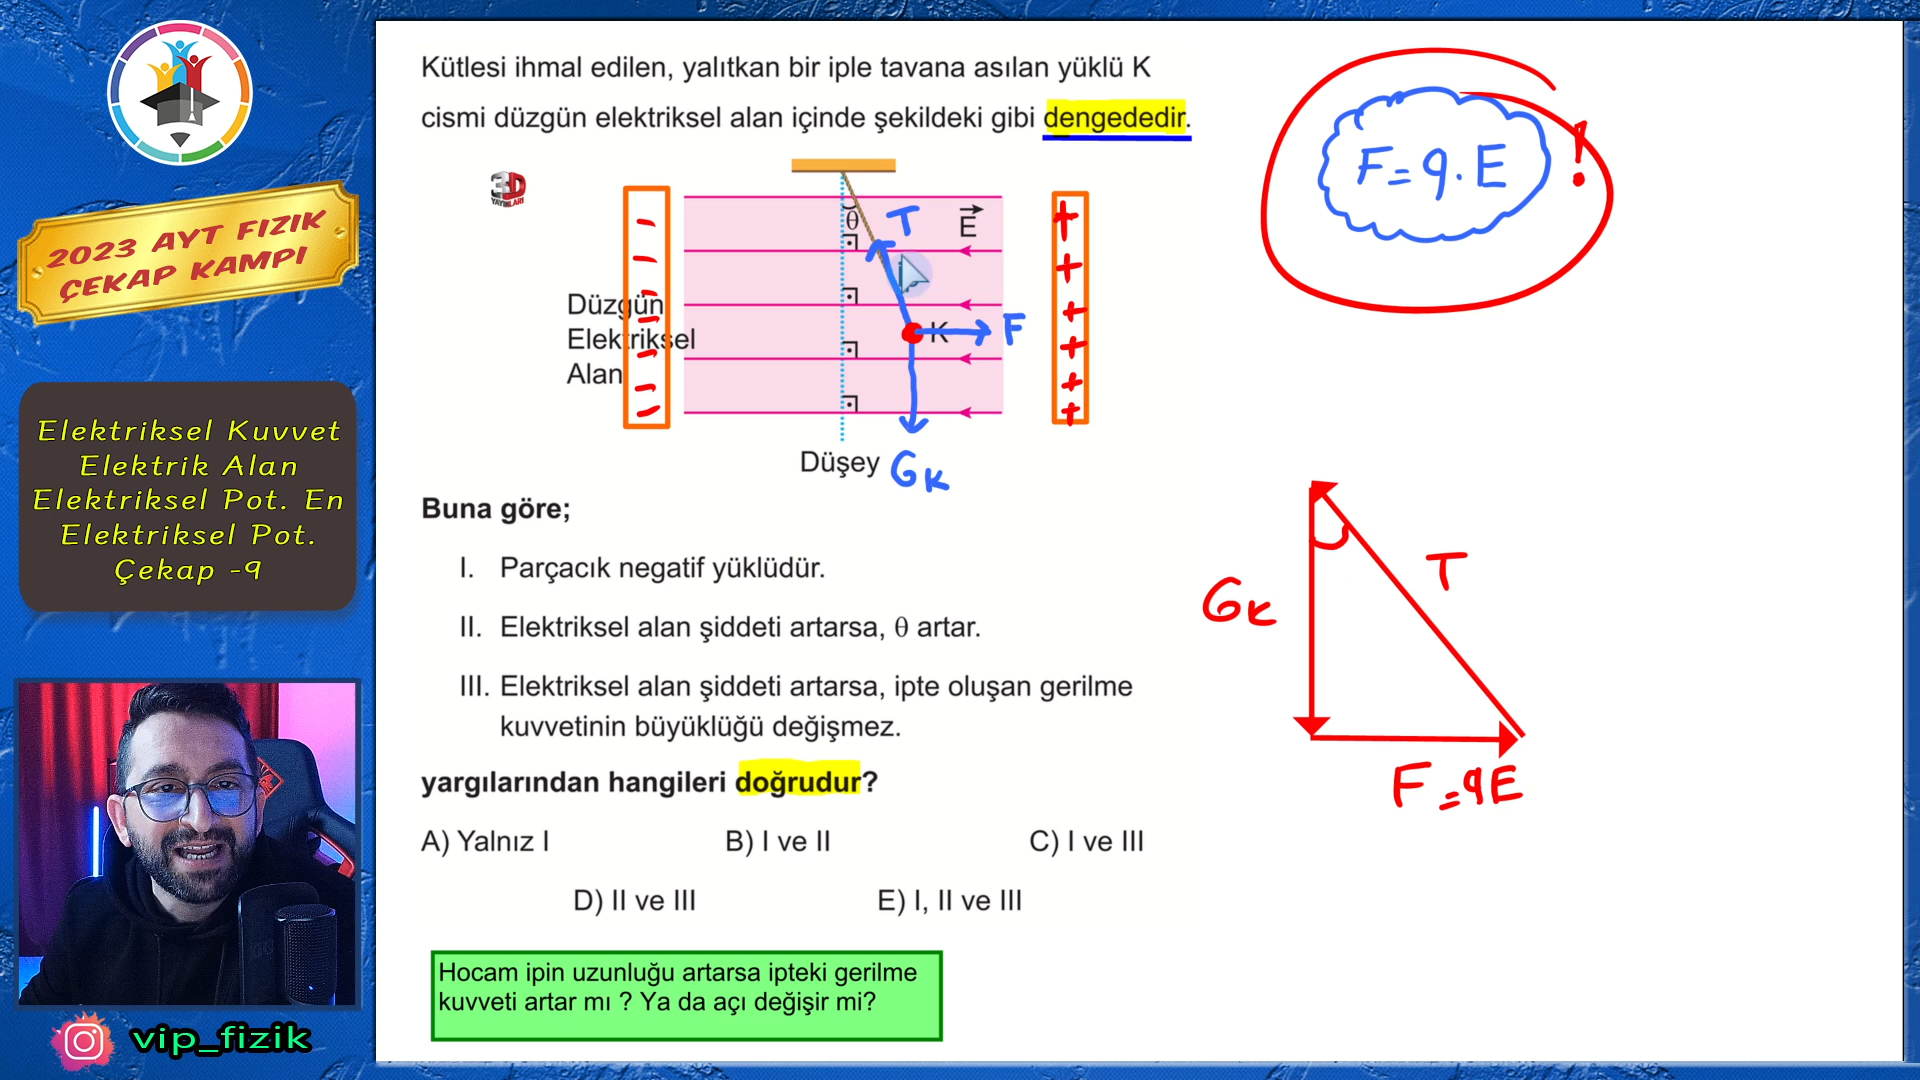 2023 AYT FIZIK
ÇEKAP KAMPI
Elektriksel Kuvvet
Elektrik Alan
Elektriksel Pot. En
Elektriksel Pot.
Çekap -9
vip_fizik
Kütlesi ihmal edilen, yalıtkan bir iple tavana asılan yüklü K
cismi düzgün elektriksel alan içinde şekildeki gibi dengededir.
3D
YAYINLARI
θ
T
E
Düzgün
Elektriksel
Alan
K
F
Düşey
GK
F = q . E !
Buna göre;
I. Parçacık negatif yüklüdür.
II. Elektriksel alan şiddeti artarsa, θ artar.
III. Elektriksel alan şiddeti artarsa, ipte oluşan gerilme
kuvvetinin büyüklüğü değişmez.
yargılarından hangileri doğrudur?
A) Yalnız I B) I ve II C) I ve III
D) II ve III E) I, II ve III
Hocam ipin uzunluğu artarsa ipteki gerilme
kuvveti artar mı ? Ya da açı değişir mi?
GK
T
F = qE